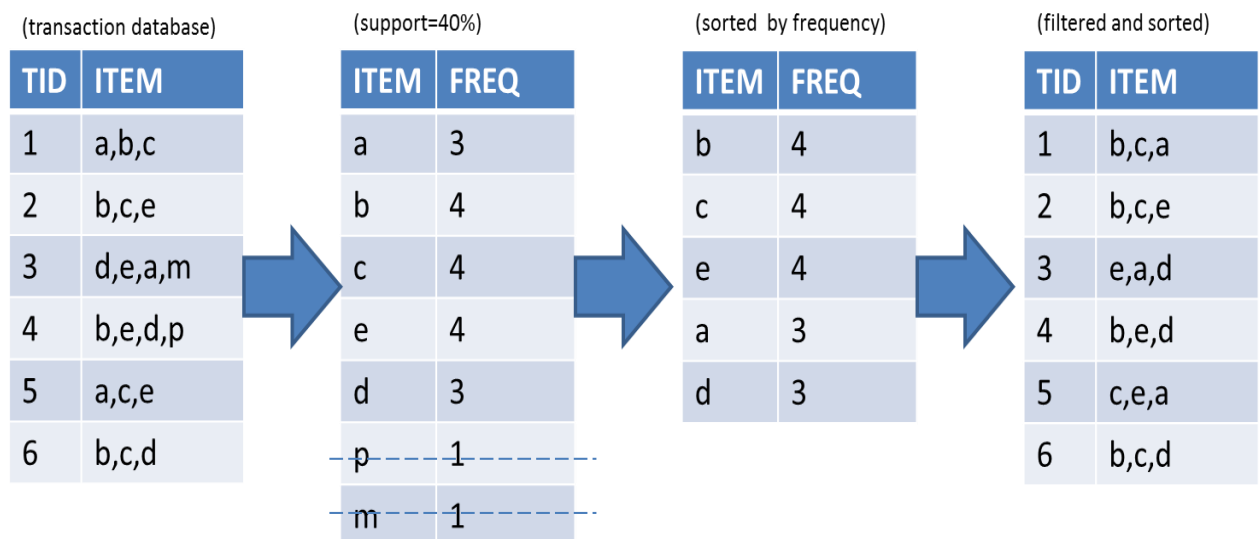 (transaction database)
TID ITEM
1 a,b,c
2 b,c,e
3 d,e,a,m
4 b,e,d,p
5 a,c,e
6 b,c,d
(support=40%)
ITEM FREQ
a 3
b 4
c 4
e 4
d 3
p 1
m 1
(sorted by frequency)
ITEM FREQ
b 4
c 4
e 4
a 3
d 3
(filtered and sorted)
TID ITEM
1 b,c,a
2 b,c,e
3 e,a,d
4 b,e,d
5 c,e,a
6 b,c,d